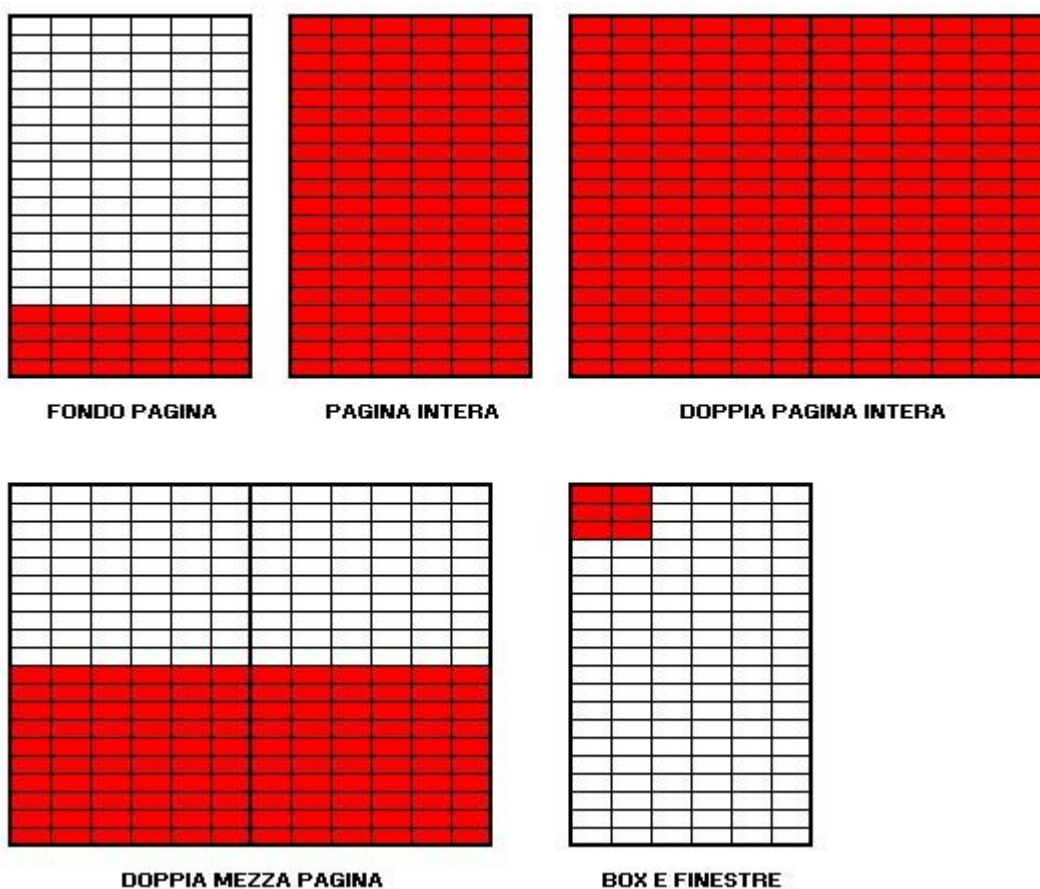 FONDO PAGINA
PAGINA INTERA
DOPPIA PAGINA INTERA
DOPPIA MEZZA PAGINA
BOX E FINESTRE